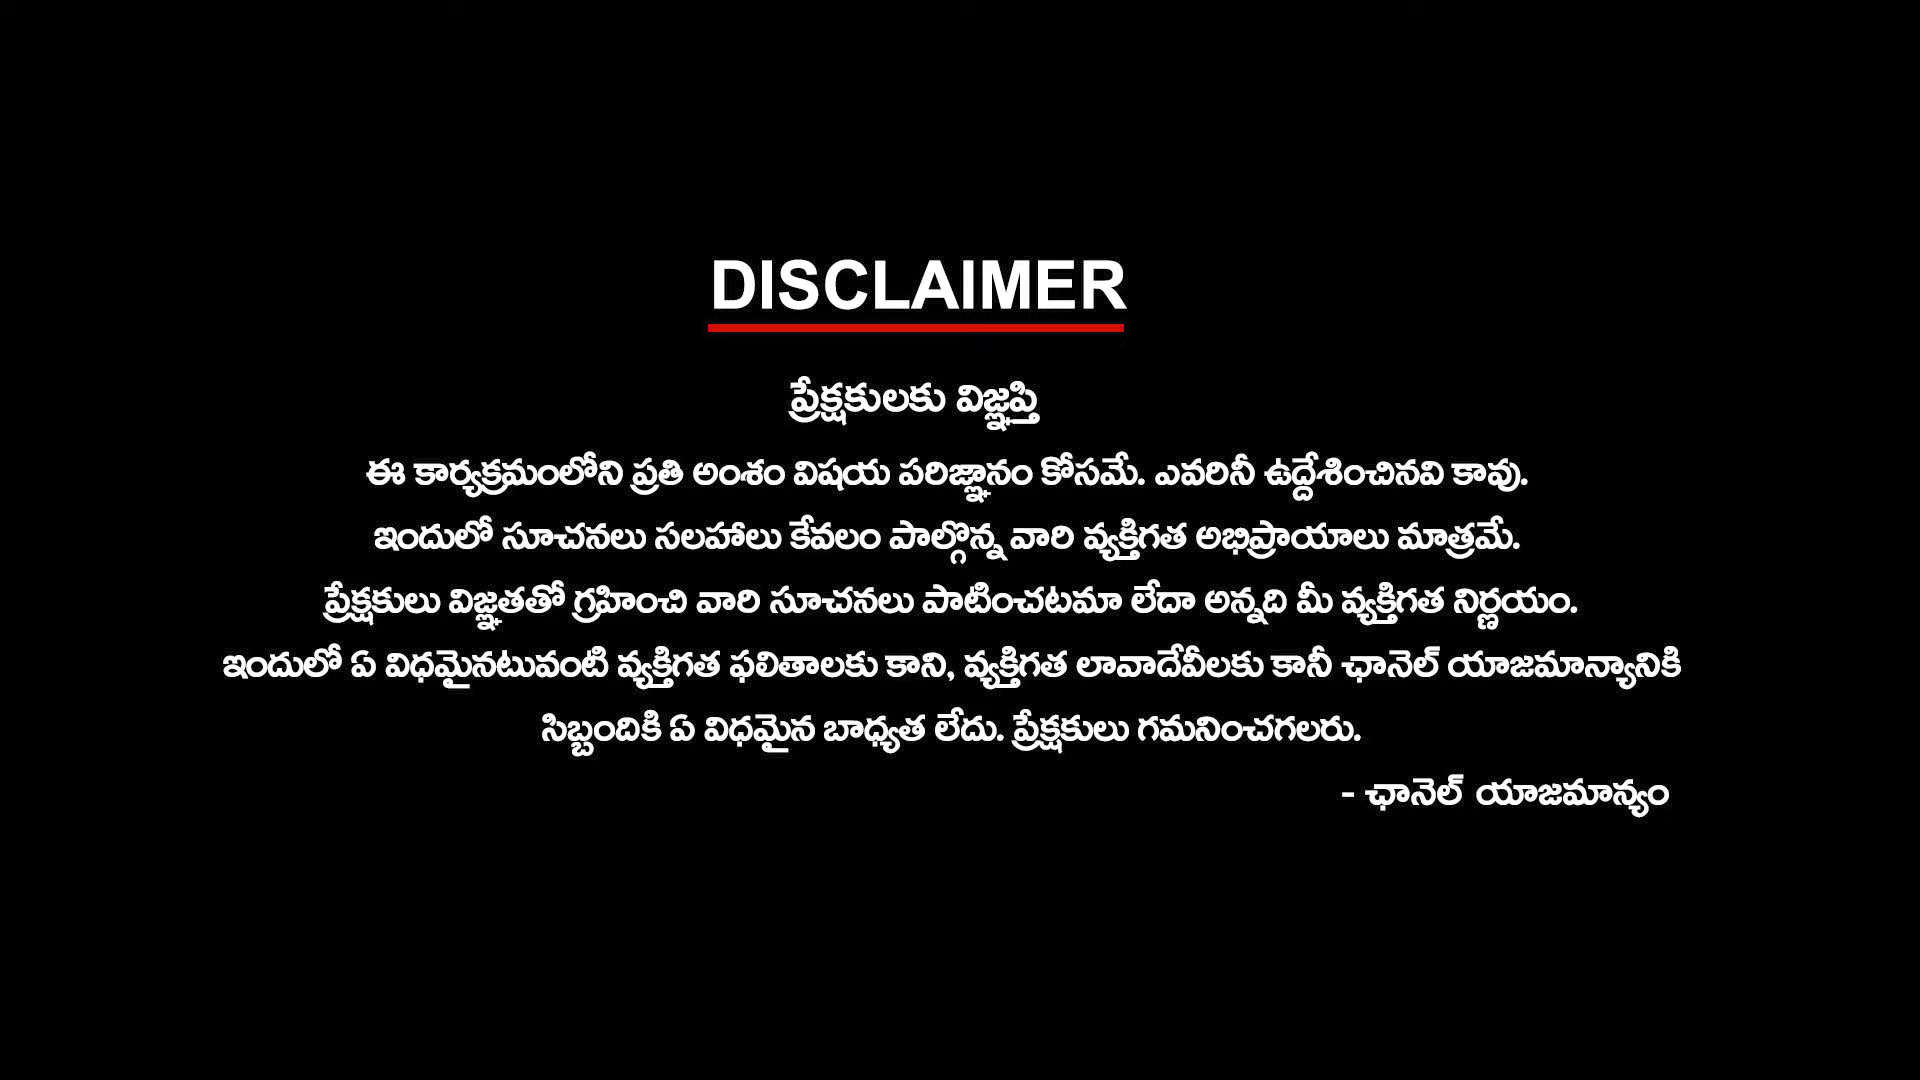 DISCLAIMER
ప్రేక్షకులకు విజ్ఞప్తి
ఈ కార్యక్రమంలోని ప్రతి అంశం విషయ పరిజ్ఞానం కోసమే. ఎవరినీ ఉద్దేశించినవి కావు.
ఇందులో సూచనలు సలహాలు కేవలం పాల్గొన్న వారి వ్యక్తిగత అభిప్రాయాలు మాత్రమే.
ప్రేక్షకులు విజ్ఞతతో గ్రహించి వారి సూచనలు పాటించటమా లేదా అన్నది మీ వ్యక్తిగత నిర్ణయం.
ఇందులో ఏ విధమైనటువంటి వ్యక్తిగత ఫలితాలకు కాని, వ్యక్తిగత లావాదేవీలకు కానీ ఛానెల్ యాజమాన్యానికి
సిబ్బందికి ఏ విధమైన బాధ్యత లేదు. ప్రేక్షకులు గమనించగలరు.
- ఛానెల్ యాజమాన్యం